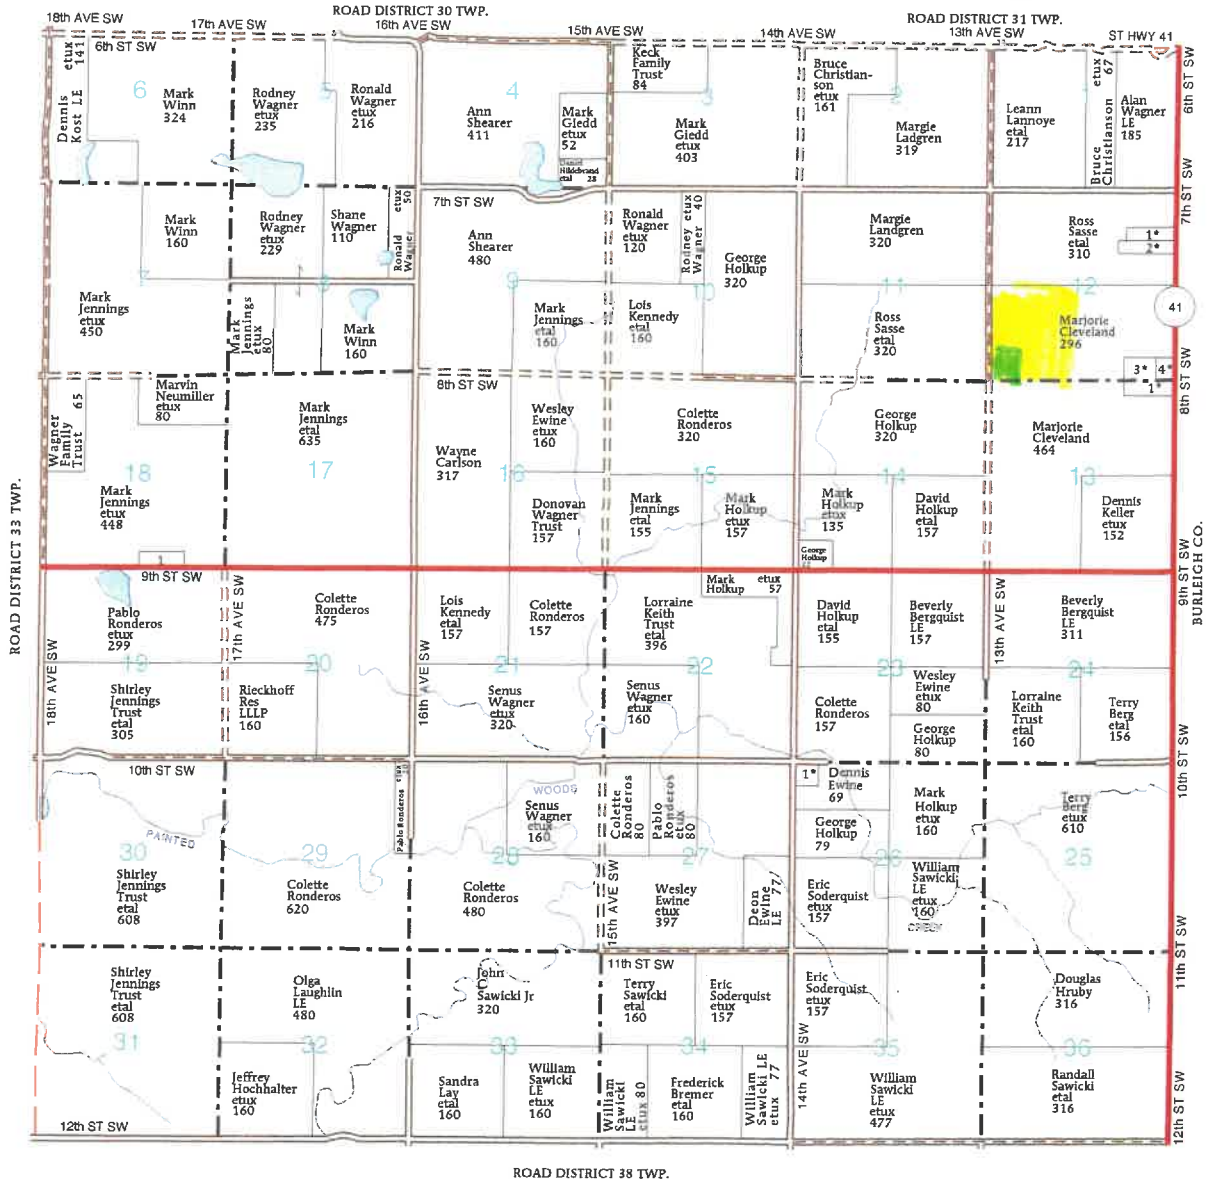 ROAD DISTRICT 30 TWP.
ROAD DISTRICT 31 TWP.
18th AVE SW
17th AVE SW
16th AVE SW
15th AVE SW
14th AVE SW
13th AVE SW
ST HWY 41
6th ST SW
6th ST SW
Dennis
Kost LE
etux
141
6
Mark
Winn
324
Rodney
Wagner
etux
235
5
Ronald
Wagner
etux
216
4
Ann
Shearer
411
Mark
Gledd
etux
52
Daniel
Hildebrand
etal 28
Keck
Family
Trust
84
3
Mark
Gledd
etux
403
Bruce
Christian-
son
etux
161
2
Margie
Ladgren
319
1
Leann
Lannoye
etal
217
Bruce
Christianson
etux
67
Alan
Wagner
LE
185
7th ST SW
7th ST SW
Mark
Winn
160
7
Mark
Jennings
etux
450
Rodney
Wagner
etux
229
Shane
Wagner
110
Ronald
Wagner
etux
50
8
Mark
Jennings
etux
80
Mark
Winn
160
Ann
Shearer
480
9
Mark
Jennings
etal
160
Ronald
Wagner
etux
120
Rodney etux
Wagner 40
George
Holkup
320
10
Lois
Kennedy
etal
160
Margie
Landgren
320
11
Ross
Sasse
etal
320
Ross
Sasse
etal
310
1*
2*
12
Marjorie
Cleveland
296
41
3*
4*
1*
8th ST SW
8th ST SW
Wagner
Family
Trust
65
Marvin
Neumiller
etux
80
18
Mark
Jennings
etux
448
1
Mark
Jennings
etal
635
17
Wayne
Carlson
317
Wesley
Ewine
etux
160
16
Donovan
Wagner
Trust
157
Colette
Ronderos
320
15
Mark
Jennings
etal
155
Mark
Holkup
etux
157
George
Holkup
320
14
Mark
Holkup
etux
135
David
Holkup
etal
157
George
Holkup
Marjorie
Cleveland
464
13
Dennis
Keller
etux
152
ROAD DISTRICT 33 TWP.
BURLEIGH CO.
9th ST SW
9th ST SW
Pablo
Ronderos
etux
299
19
Shirley
Jennings
Trust
etal
305
18th AVE SW
17th AVE SW
Colette
Ronderos
475
20
Rieckhoff
Res
LLLP
160
16th AVE SW
Lois
Kennedy
etal
157
Colette
Ronderos
157
21
Senus
Wagner
etux
320
Mark etux
Holkup 57
Lorraine
Keith
Trust
etal
396
22
Senus
Wagner
etux
160
David
Holkup
etal
155
Beverly
Bergquist
LE
157
23
Colette
Ronderos
157
Wesley
Ewine
etux
80
George
Holkup
80
13th AVE SW
Beverly
Bergquist
LE
311
24
Lorraine
Keith
Trust
etal
160
Terry
Berg
etal
156
10th ST SW
10th ST SW
PAINTED
30
Shirley
Jennings
Trust
etal
608
29
Colette
Ronderos
620
Pablo Ronderos etux
WOODS
Senus
Wagner
etux
160
28
Colette
Ronderos
480
Colette
Ronderos
80
Pablo
Ronderos
etux
80
27
15th AVE SW
Wesley
Ewine
etux
397
Deon
Ewine
LE 77
1*
Dennis
Ewine
69
George
Holkup
79
Mark
Holkup
etux
160
26
Eric
Soderquist
etux
157
William
Sawicki
LE
etux
160
CREEK
Terry
Berg
etux
610
25
11th ST SW
11th ST SW
Shirley
Jennings
Trust
etal
608
31
Olga
Laughlin
LE
480
32
Jeffrey
Hochhalter
etux
160
John
C
Sawicki Jr
320
33
Sandra
Lay
etal
160
William
Sawicki
LE
etux
160
Terry
Sawicki
etal
160
Eric
Soderquist
etux
157
34
William
Sawicki
LE
etux 80
Frederick
Bremer
etal
160
William
Sawicki LE
etux 77
14th AVE SW
Eric
Soderquist
etux
157
35
William
Sawicki
LE
etux
477
Douglas
Hruby
316
36
Randall
Sawicki
etal
316
12th ST SW
12th ST SW
ROAD DISTRICT 38 TWP.